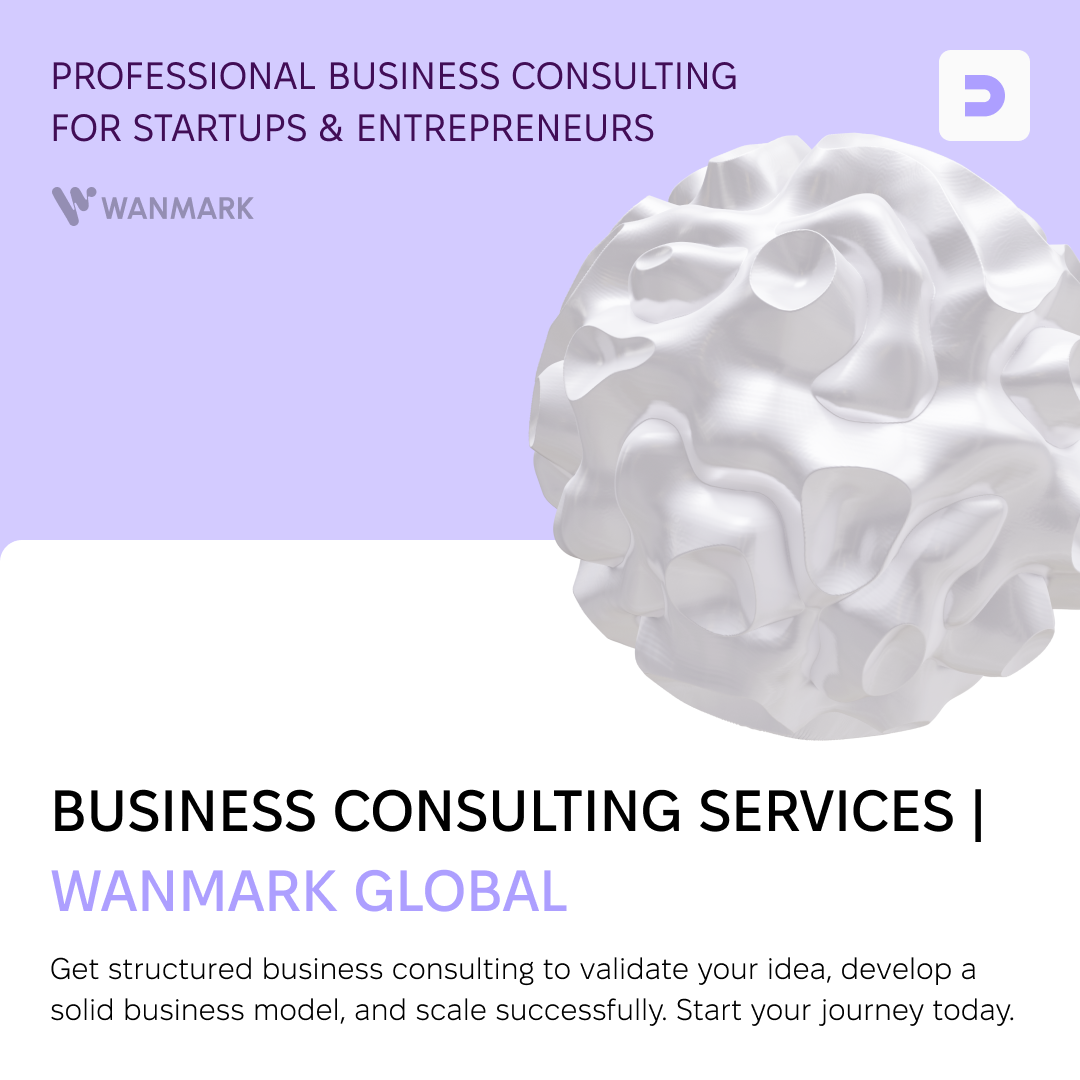 PROFESSIONAL BUSINESS CONSULTING
FOR STARTUPS & ENTREPRENEURS
WANMARK
BUSINESS CONSULTING SERVICES |
WANMARK GLOBAL
Get structured business consulting to validate your idea, develop a
solid business model, and scale successfully. Start your journey today.